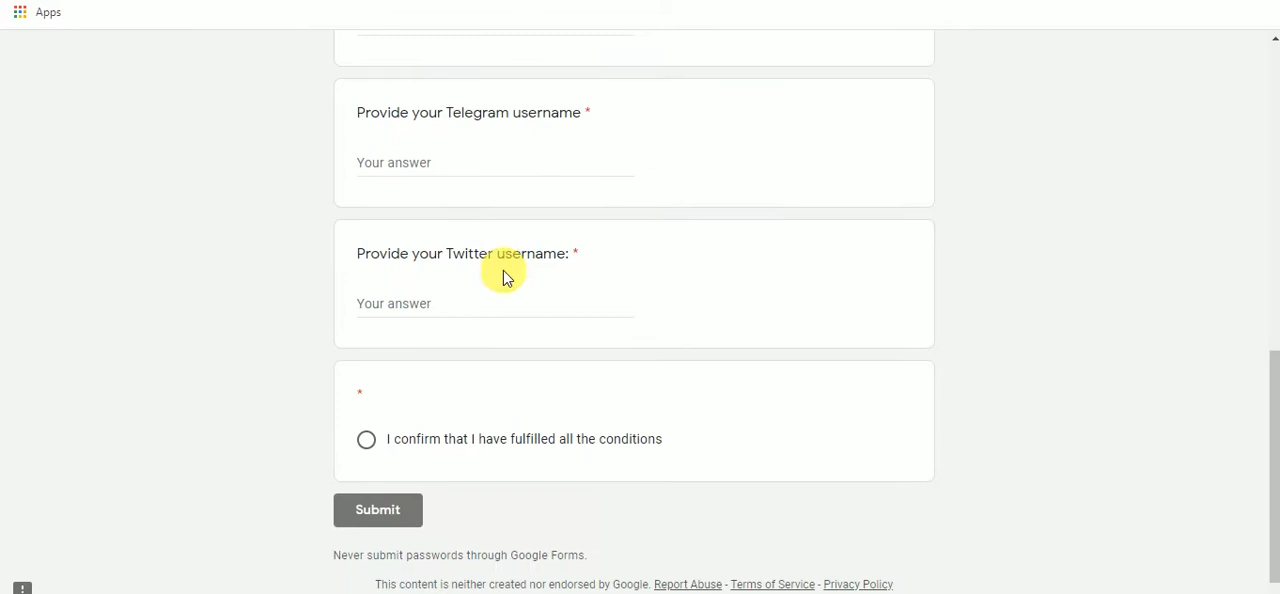 Apps
Provide your Telegram username *
Your answer
Provide your Twitter username: *
Your answer
*
I confirm that I have fulfilled all the conditions
Submit
Never submit passwords through Google Forms.
This content is neither created nor endorsed by Google. Report Abuse - Terms of Service - Privacy Policy